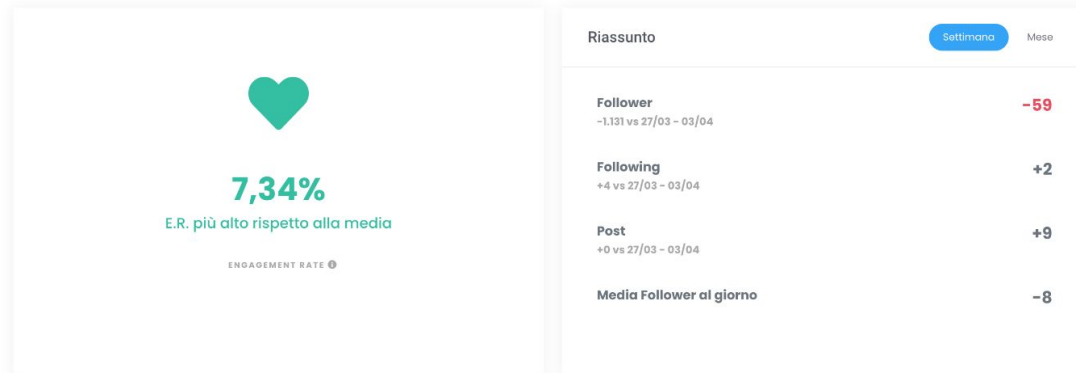 7,34%
E.R. più alto rispetto alla media
ENGAGEMENT RATE
Riassunto
Settimana
Mese
Follower
-59
-1.131 vs 27/03 - 03/04
Following
+2
+4 vs 27/03 - 03/04
Post
+9
+0 vs 27/03 - 03/04
Media Follower al giorno
-8